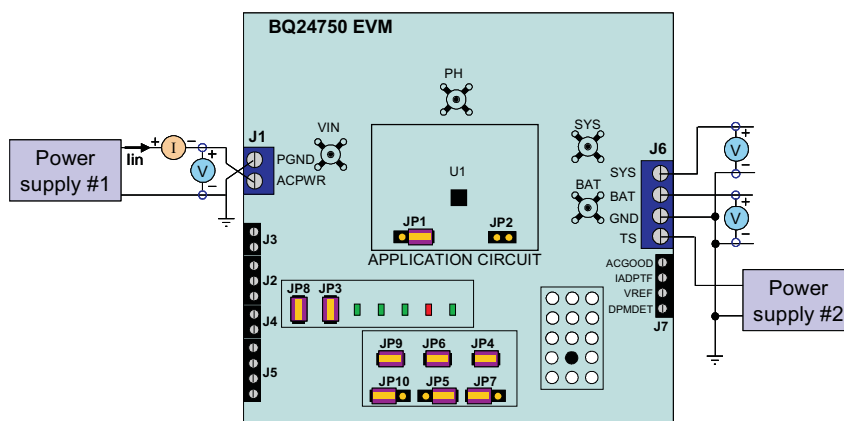 BQ24750 EVM
PH
VIN
SYS
J1
J6
PGND
ACPWR
Power
supply #1
Iin
+
I
-
+
V
-
U1
SYS
BAT
GND
TS
BAT
+
V
-
+
V
-
JP1
JP2
APPLICATION CIRCUIT
J3
J2
J4
J5
JP8
JP3
ACGOOD
IADPTF
VREF
DPMDET
J7
Power
supply #2
JP9
JP6
JP4
JP10
JP5
JP7